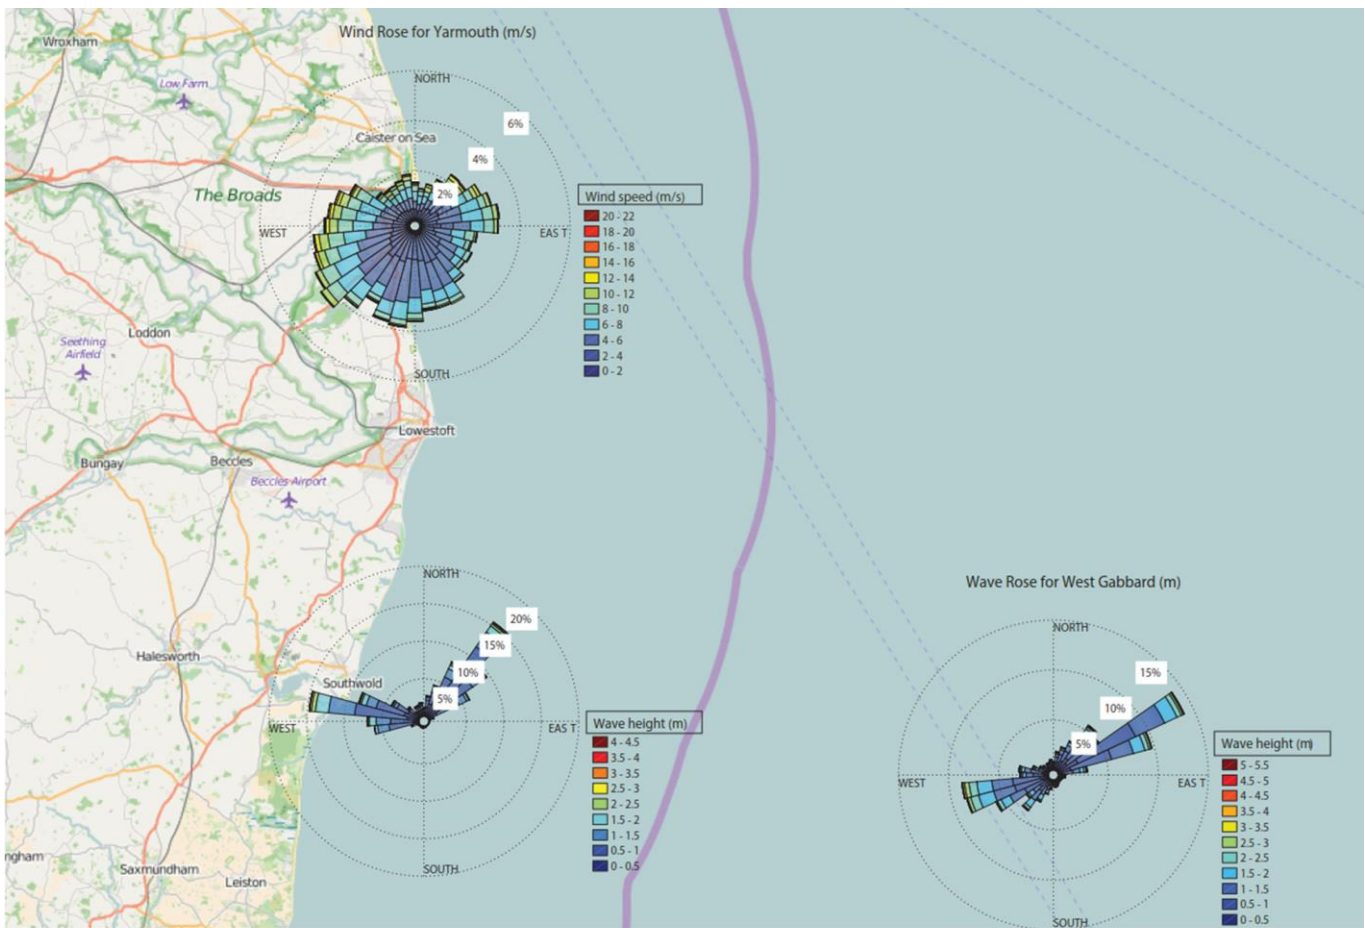 Wind Rose for Yarmouth (m/s)
Wroxham
NORTH
Low Farm
6%
Caister on Sea
4%
The Broads
2%
Wind speed (m/s)
20 - 22
18 - 20
16 - 18
14 - 16
12 - 14
10 - 12
8 - 10
6 - 8
4 - 6
2 - 4
0 - 2
WEST
EAS T
Loddon
Seething
Airfield
SOUTH
Lowestoft
Bungay
Beccles
Beccles Airport
NORTH
20%
15%
10%
5%
Halesworth
Southwold
WEST
EAS T
Wave height (m)
4 - 4.5
3.5 - 4
3 - 3.5
2.5 - 3
2 - 2.5
1.5 - 2
1 - 1.5
0.5 - 1
0 - 0.5
SOUTH
ngham
Saxmundham
Leiston
Wave Rose for West Gabbard (m)
NORTH
15%
10%
5%
WEST
EAS T
Wave height (m)
5 - 5.5
4.5 - 5
4 - 4.5
3.5 - 4
3 - 3.5
2.5 - 3
2 - 2.5
1.5 - 2
1 - 1.5
0.5 - 1
0 - 0.5
SOUTH